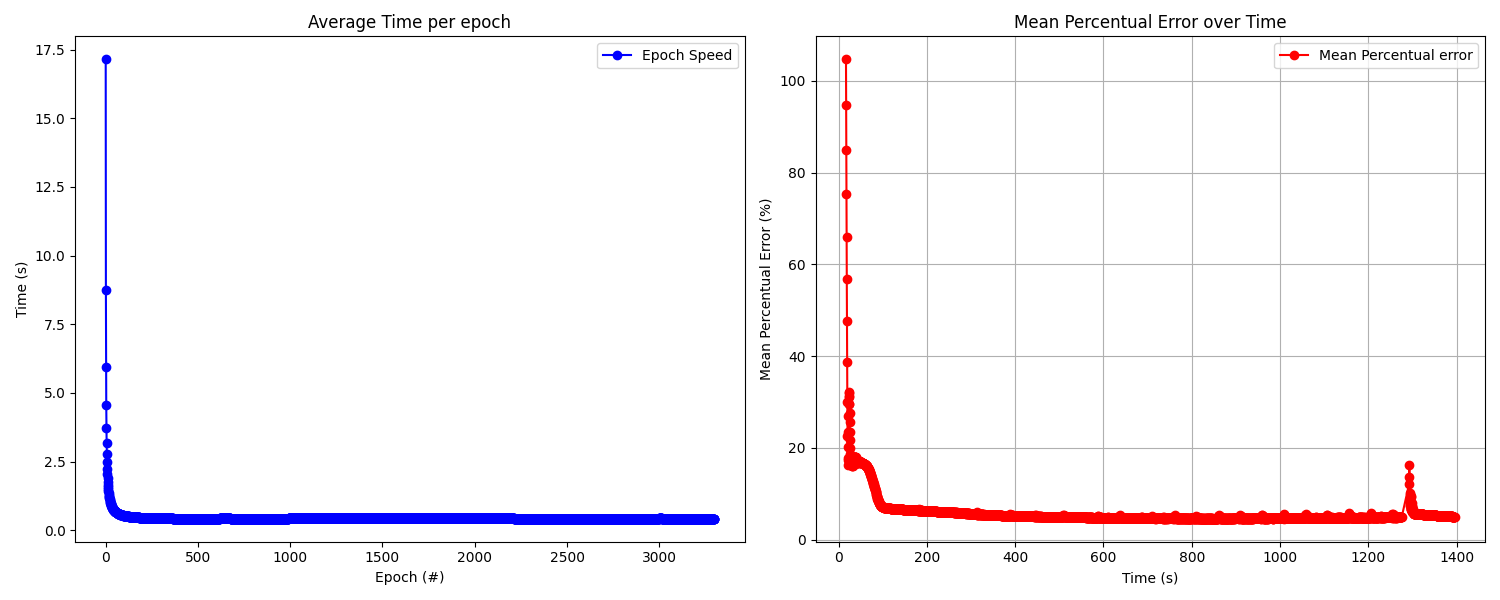 Average Time per epoch
Epoch Speed
Time (s)
17.5
15.0
12.5
10.0
7.5
5.0
2.5
0.0
0 500 1000 1500 2000 2500 3000
Epoch (#)
Mean Percentual Error over Time
Mean Percentual error
Mean Percentual Error (%)
100
80
60
40
20
0
0 200 400 600 800 1000 1200 1400
Time (s)